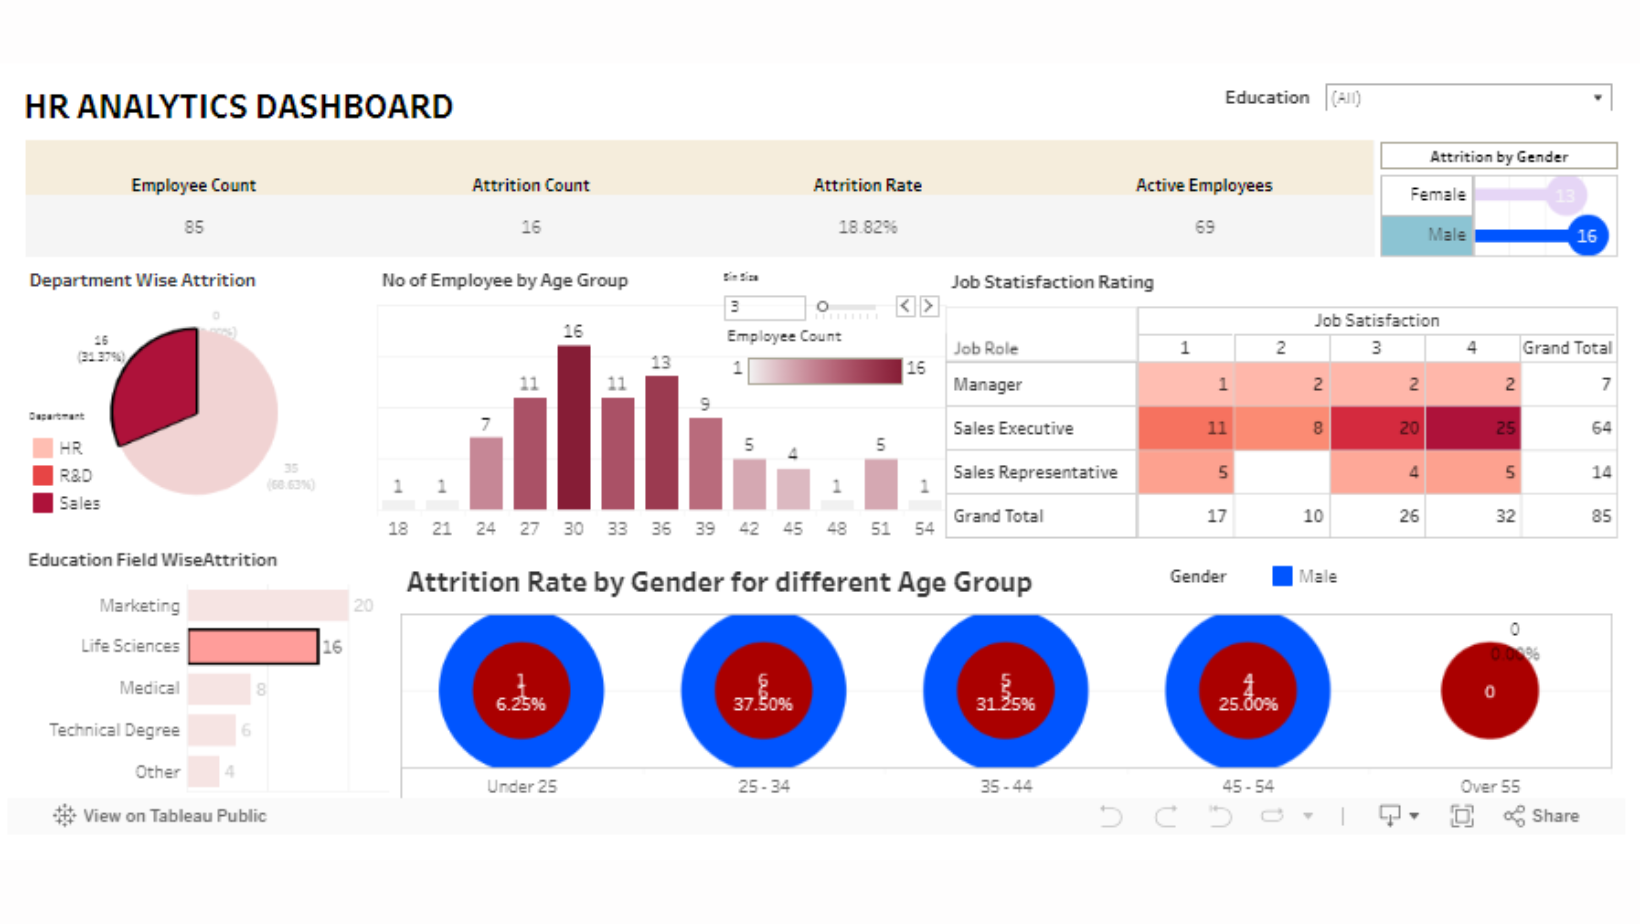 HR ANALYTICS DASHBOARD
Education (All)
Employee Count Attrition Count Attrition Rate Active Employees
85 16 18.82% 69
Attrition by Gender
Female 13
Male 16
Department Wise Attrition
0
16
(31.37%)
35
(68.63%)
Department
HR
R&D
Sales
No of Employee by Age Group
Bin Size
3
Employee Count
1 16
1 1 7 11 16 11 13 9 5 4 1 5 1
18 21 24 27 30 33 36 39 42 45 48 51 54
Job Statisfaction Rating
Job Satisfaction
Job Role 1 2 3 4 Grand Total
Manager 1 2 2 2 7
Sales Executive 11 8 20 25 64
Sales Representative 5 4 5 14
Grand Total 17 10 26 32 85
Education Field WiseAttrition
Marketing 20
Life Sciences 16
Medical 8
Technical Degree 6
Other 4
Attrition Rate by Gender for different Age Group
Gender Male
1 6 5 4 0
1 6 5 4 0
6.25% 37.50% 31.25% 25.00% 0.00%
Under 25 25 - 34 35 - 44 45 - 54 Over 55
View on Tableau Public
Share